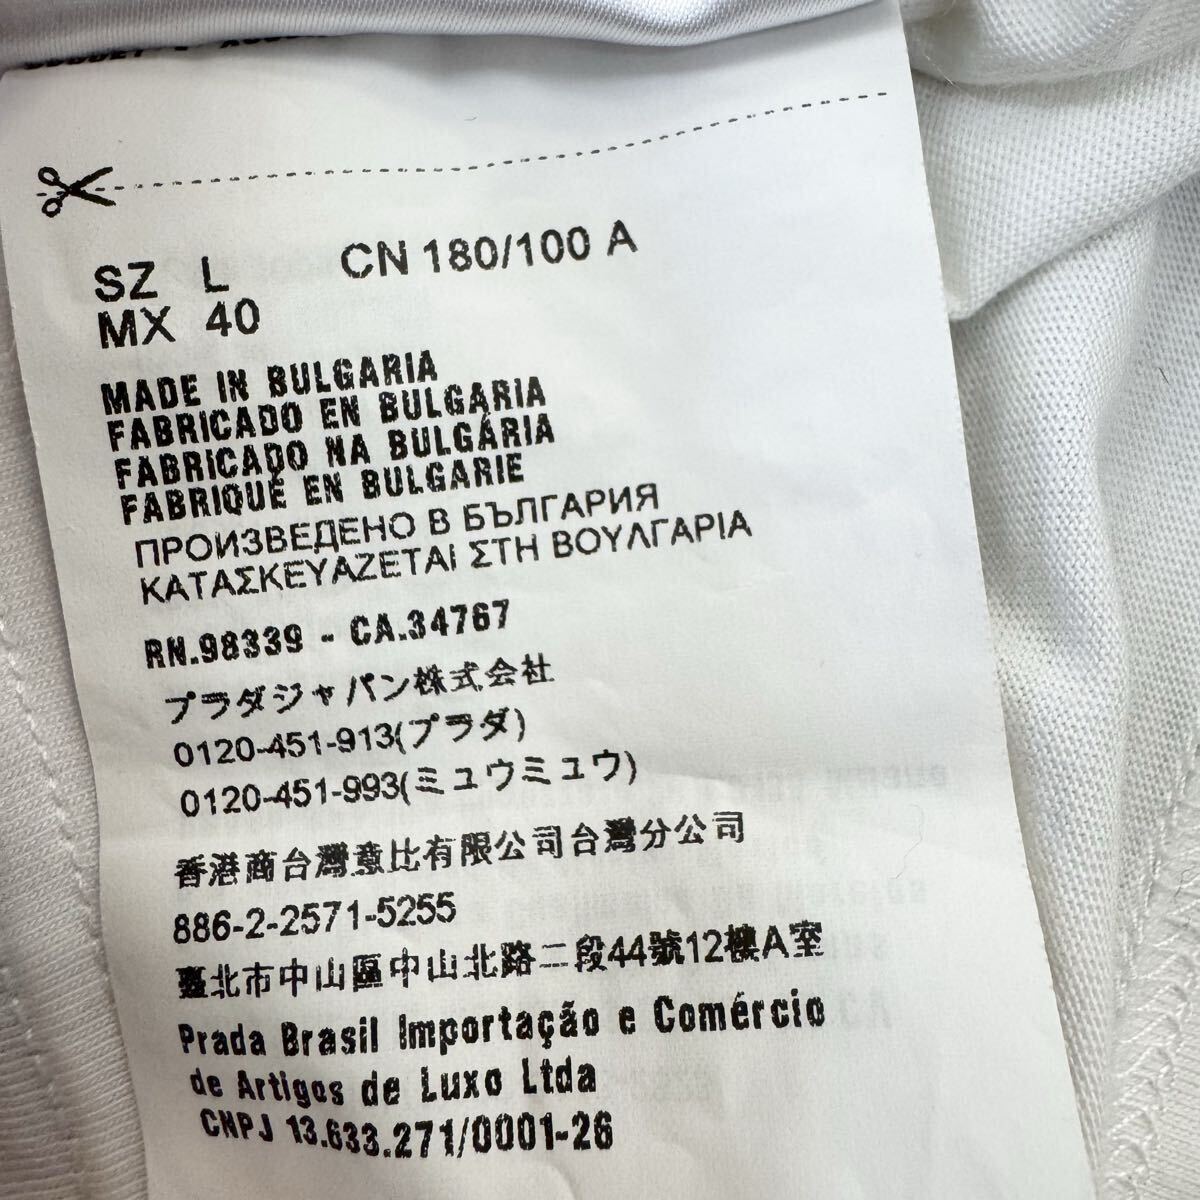 SZ L CN 180/100 A
MX 40
MADE IN BULGARIA
FABRICADO EN BULGARIA
FABRICADO NA BULGÁRIA
FABRIQUÉ EN BULGARIE
ПРОИЗВЕДЕНО В БЪЛГАРИЯ
ΚΑΤΑΣΚΕΥΑΖΕΤΑΙ ΣΤΗ ΒΟΥΛΓΑΡΙΑ
RN.98339 - CA.34767
プラダジャパン株式会社
0120-451-913(プラダ)
0120-451-993(ミュウミュウ)
香港商台灣意比有限公司台灣分公司
886-2-2571-5255
臺北市中山區中山北路二段44號12樓A室
Prada Brasil Importação e Comércio
de Artigos de Luxo Ltda
CNPJ 13.633.271/0001-26